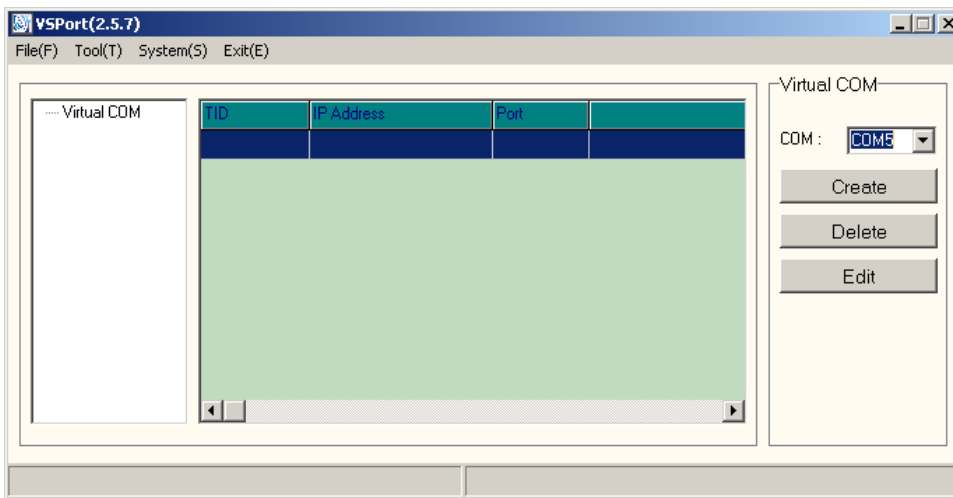 VSPort(2.5.7)
File(F) Tool(T) System(S) Exit(E)
Virtual COM
TID IP Address Port
Virtual COM
COM : COM5
Create
Delete
Edit